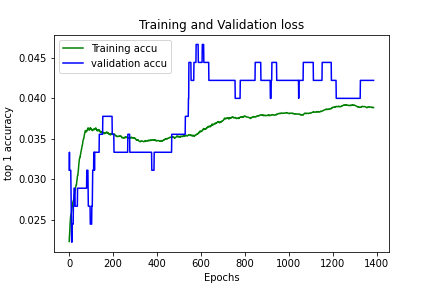 Training and Validation loss
Training accu
validation accu
top 1 accuracy
0.045
0.040
0.035
0.030
0.025
0 200 400 600 800 1000 1200 1400
Epochs